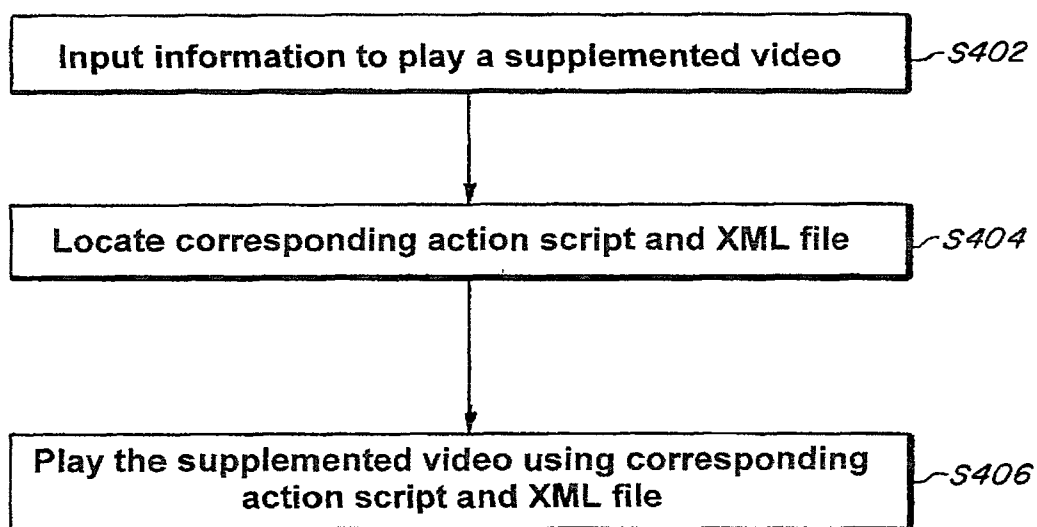 Input information to play a supplemented video S402
Locate corresponding action script and XML file S404
Play the supplemented video using corresponding S406
action script and XML file